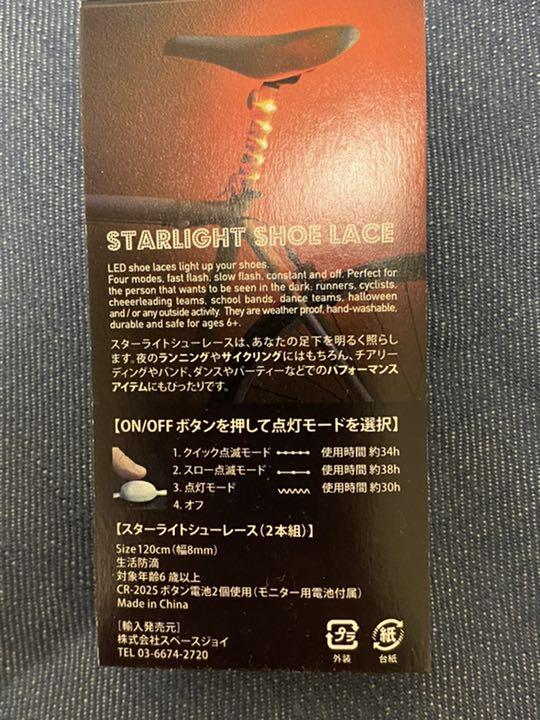 STARLIGHT SHOE LACE
LED shoe laces light up your shoes.
Four modes, fast flash, slow flash, constant and off. Perfect for
the person that wants to be seen in the dark: runners, cyclists,
cheeerleading teams, school bands, dance teams, halloween
and / or any outside activity. They are weather proof, hand-washable,
durable and safe for ages 6+.
スターライトシューレースは、あなたの足下を明るく照らし
ます。夜のランニングやサイクリングにはもちろん、チアリー
ディングやバンド、ダンスやパーティーなどでのパフォーマンス
アイテムにもぴったりです。
【ON/OFF ボタンを押して点灯モードを選択】
1. クイック点滅モード 使用時間 約34h
2. スロー点滅モード 使用時間 約38h
3. 点灯モード 使用時間 約30h
4. オフ
【スターライトシューレース(2本組)】
Size120cm(幅8mm)
生活防滴
対象年齢6 歳以上
CR-2025 ボタン電池2個使用(モニター用電池付属)
Made in China
[輸入発売元]
株式会社スペースジョイ
TEL 03-6674-2720
プラ 紙
外装 台紙